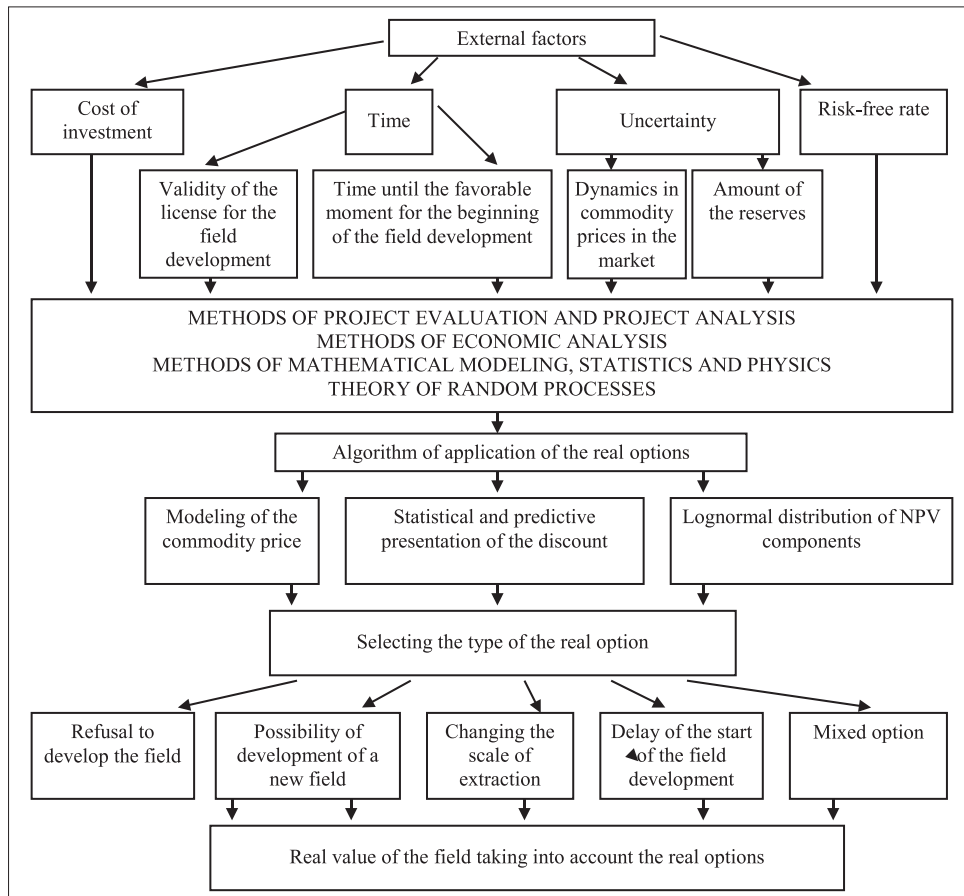 External factors
Cost of
investment
Time
Uncertainty
Risk-free rate
Validity of the
license for the
field
development
Time until the favorable
moment for the beginning
of the field development
Dynamics in
commodity
prices in the
market
Amount of
the reserves
METHODS OF PROJECT EVALUATION AND PROJECT ANALYSIS
METHODS OF ECONOMIC ANALYSIS
METHODS OF MATHEMATICAL MODELING, STATISTICS AND PHYSICS
THEORY OF RANDOM PROCESSES
Algorithm of application of the real options
Modeling of the
commodity price
Statistical and predictive
presentation of the discount
Lognormal distribution of NPV
components
Selecting the type of the real option
Refusal to
develop the field
Possibility of
development of a
new field
Changing the
scale of
extraction
Delay of the start
of the field
development
Mixed option
Real value of the field taking into account the real options